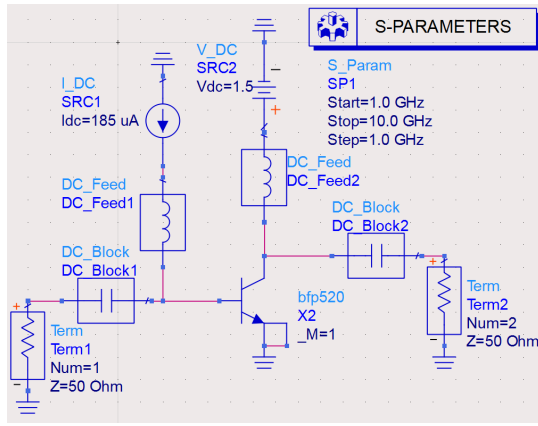 S-PARAMETERS
V_DC
SRC2
Vdc=1.5
−
+
S_Param
SP1
Start=1.0 GHz
Stop=10.0 GHz
Step=1.0 GHz
I_DC
SRC1
Idc=185 uA
DC_Feed
DC_Feed1
DC_Feed
DC_Feed2
DC_Block
DC_Block1
DC_Block
DC_Block2
+
Term
Term1
Num=1
Z=50 Ohm
−
bfp520
X2
_M=1
+
Term
Term2
Num=2
Z=50 Ohm
−